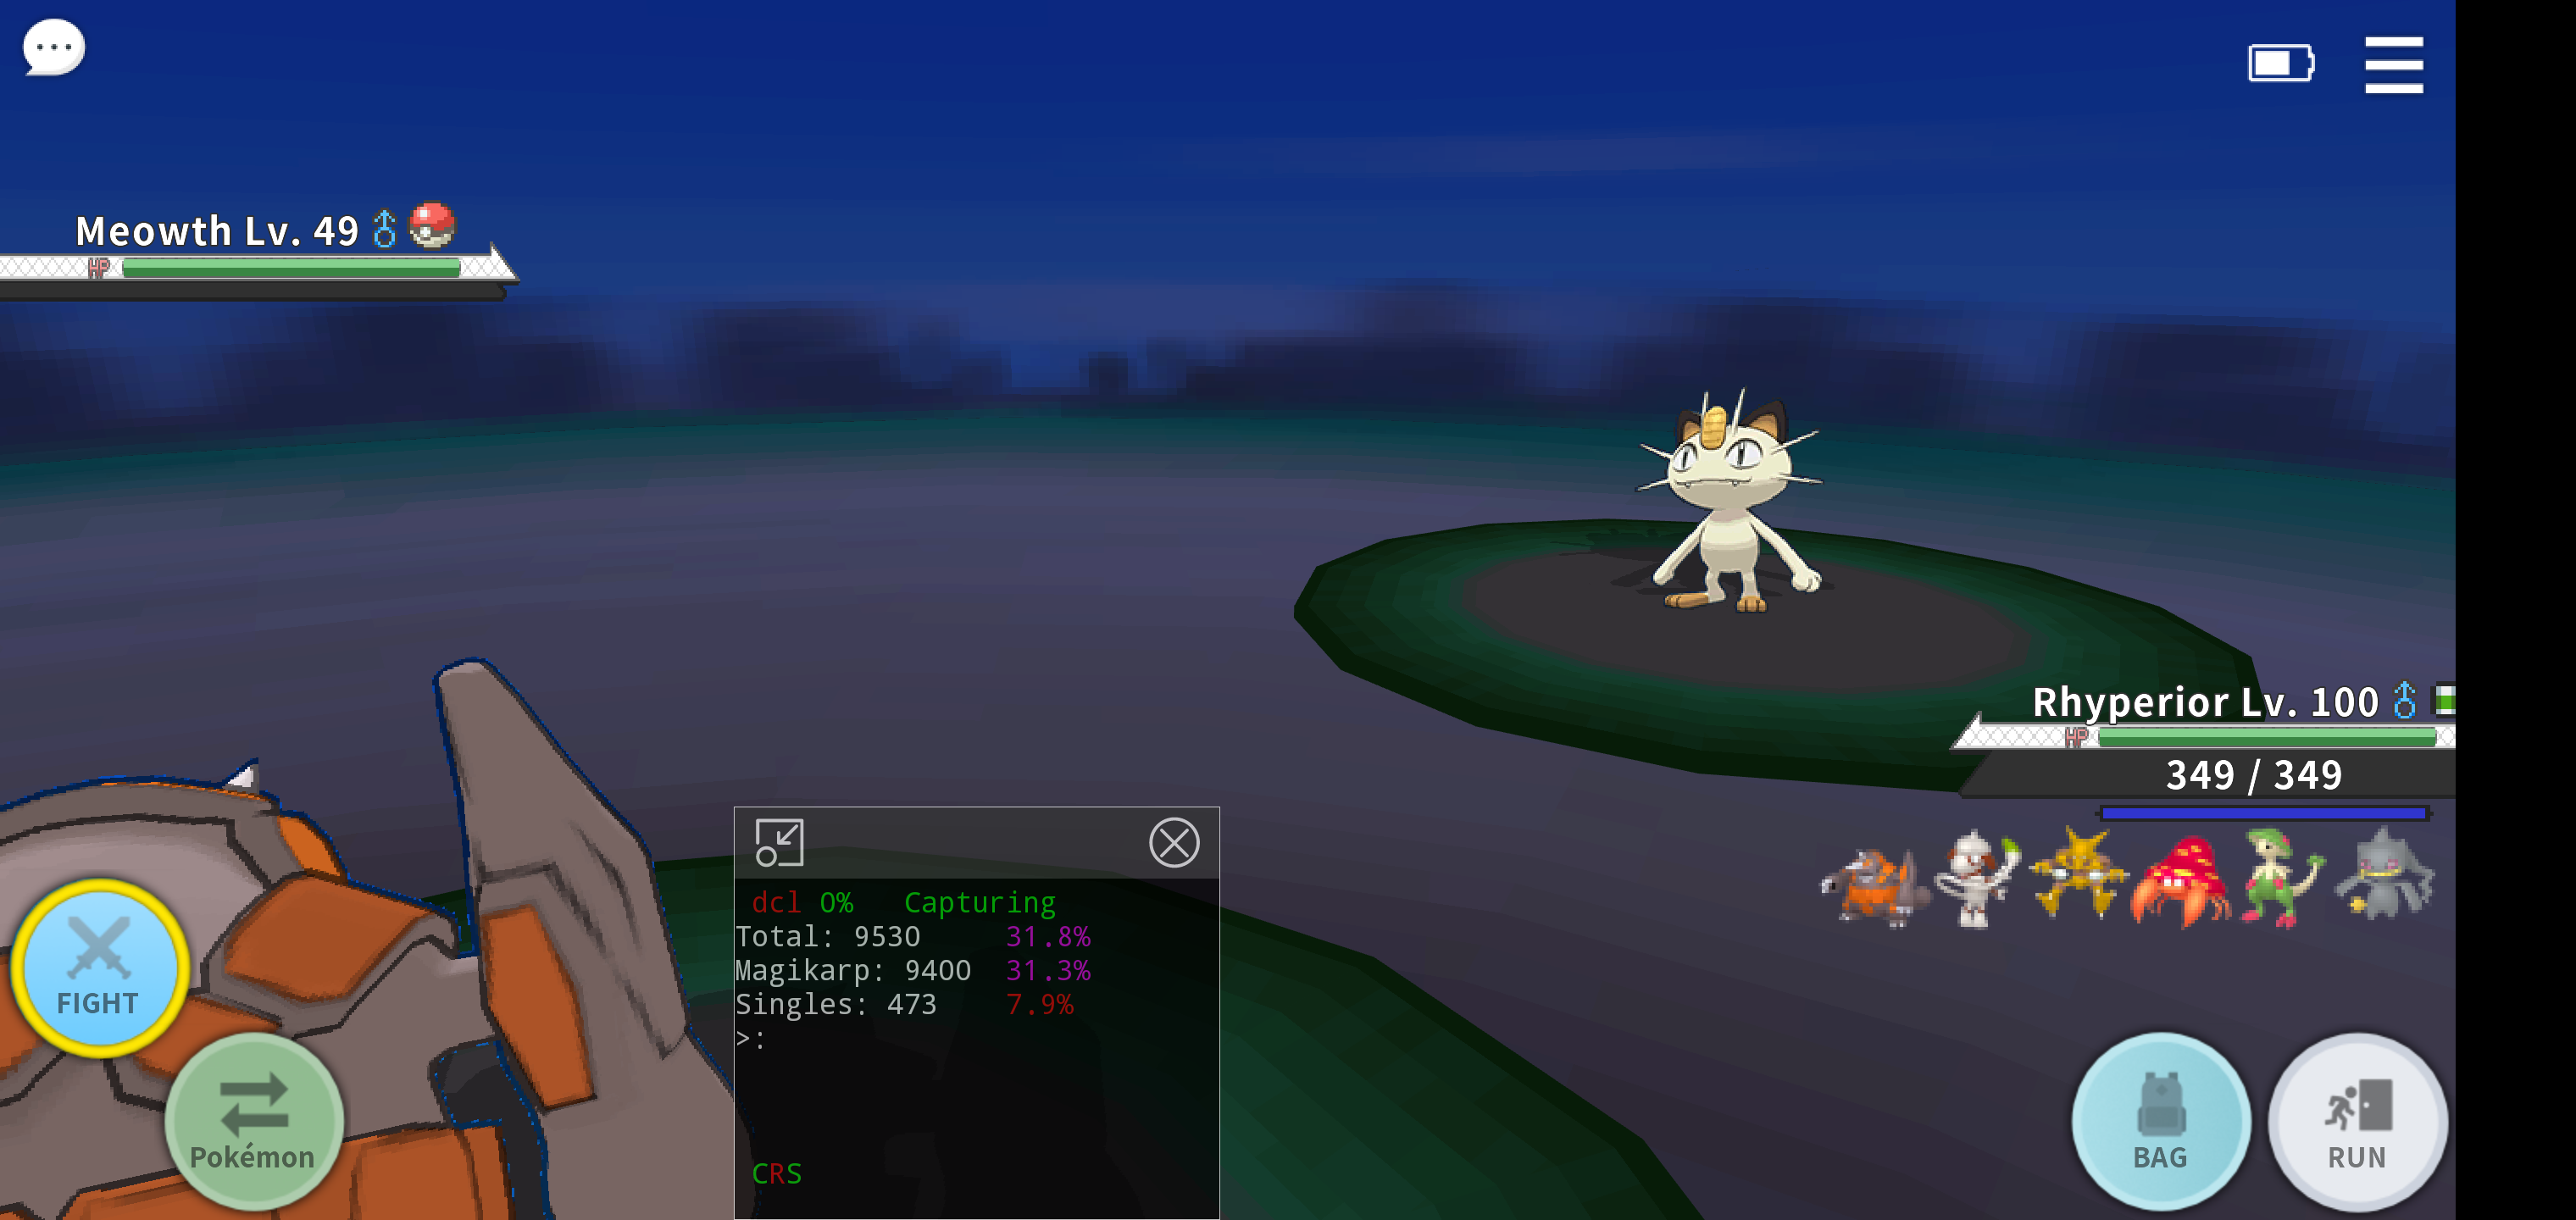 Meowth Lv. 49
HP
Rhyperior Lv. 100
HP
349 / 349
dcl 0% Capturing
Total: 9530 31.8%
Magikarp: 9400 31.3%
Singles: 473 7.9%
>:
CRS
FIGHT
Pokémon
BAG
RUN